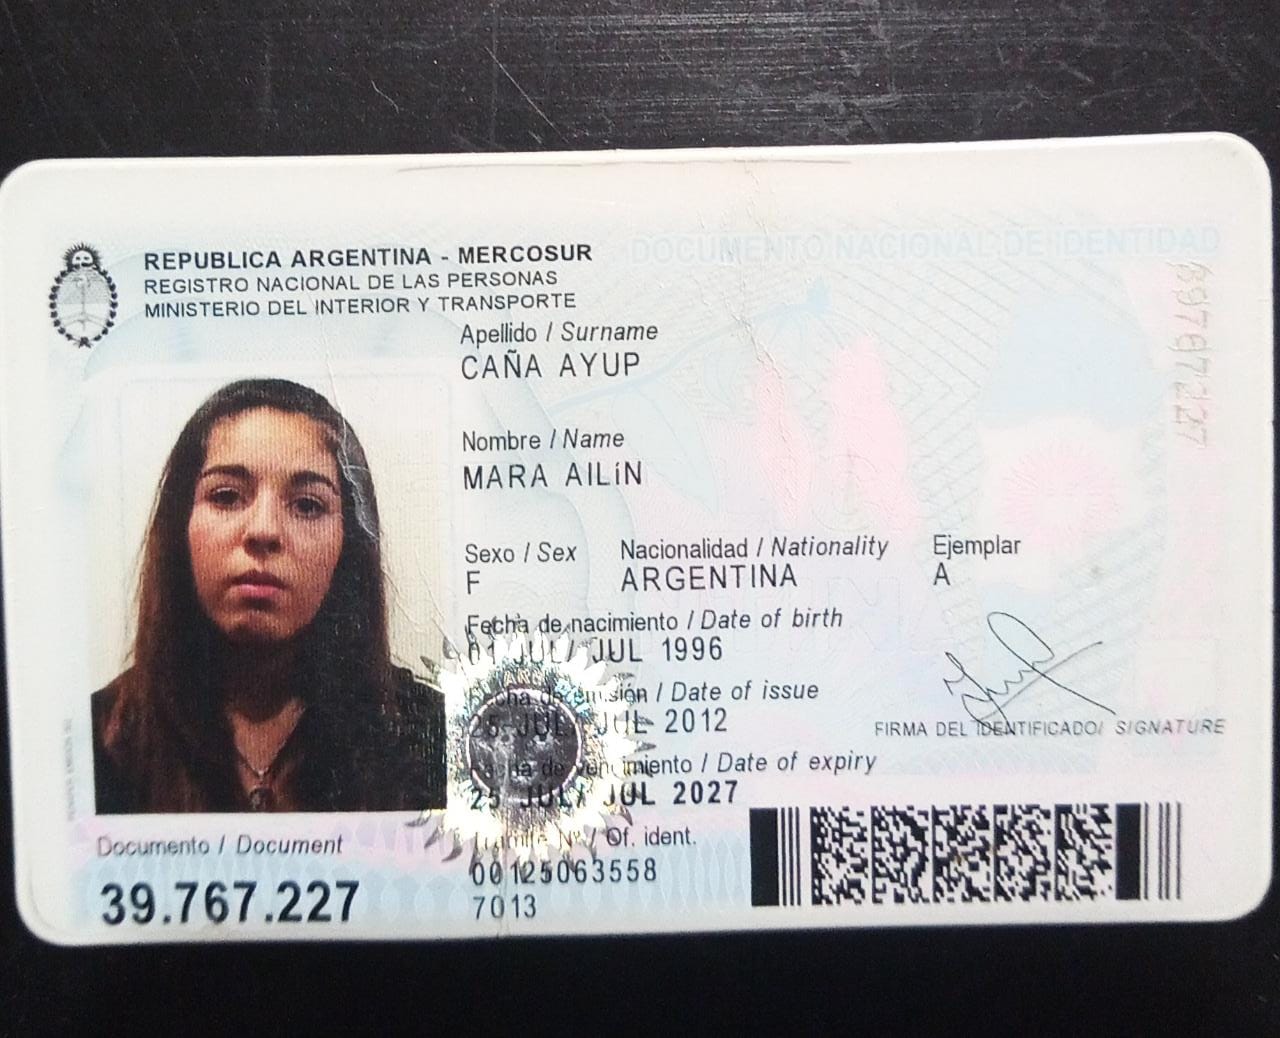 REPUBLICA ARGENTINA - MERCOSUR
REGISTRO NACIONAL DE LAS PERSONAS
MINISTERIO DEL INTERIOR Y TRANSPORTE
DOCUMENTO NACIONAL DE IDENTIDAD
Apellido / Surname
CAÑA AYUP
Nombre / Name
MARA AILíN
Sexo / Sex Nacionalidad / Nationality Ejemplar
F ARGENTINA A
Fecha de nacimiento / Date of birth
01 JUL/ JUL 1996
Fecha de emisión / Date of issue
25 JUL/ JUL 2012
Fecha de vencimiento / Date of expiry
25 JUL/ JUL 2027
FIRMA DEL IDENTIFICADO/ SIGNATURE
Trámite Nº / Of. ident.
00125063558
7013
Documento / Document
39.767.227
39767227